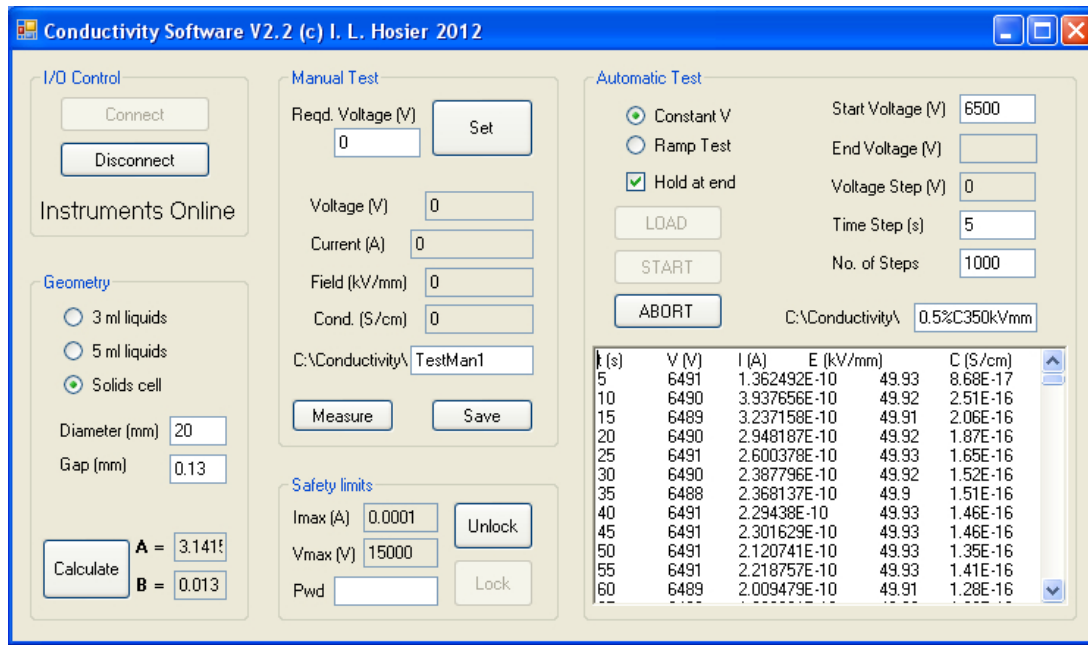 Conductivity Software V2.2 (c) I. L. Hosier 2012
I/O Control
Connect
Disconnect
Instruments Online
Geometry
3 ml liquids
5 ml liquids
Solids cell
Diameter (mm) 20
Gap (mm) 0.13
Calculate
A = 3.1415
B = 0.013
Manual Test
Reqd. Voltage (V)
0
Set
Voltage (V) 0
Current (A) 0
Field (kV/mm) 0
Cond. (S/cm) 0
C:\Conductivity\ TestMan1
Measure Save
Safety limits
Imax (A) 0.0001
Vmax (V) 15000
Pwd
Unlock
Lock
Automatic Test
Constant V
Ramp Test
Hold at end
LOAD
START
ABORT
Start Voltage (V) 6500
End Voltage (V)
Voltage Step (V) 0
Time Step (s) 5
No. of Steps 1000
C:\Conductivity\ 0.5%C350kVmm
t (s) V (V) I (A) E (kV/mm) C (S/cm)
5 6491 1.362492E-10 49.93 8.68E-17
10 6490 3.937656E-10 49.92 2.51E-16
15 6489 3.237158E-10 49.91 2.06E-16
20 6490 2.948187E-10 49.92 1.87E-16
25 6491 2.600378E-10 49.93 1.65E-16
30 6490 2.387796E-10 49.92 1.52E-16
35 6488 2.368137E-10 49.9 1.51E-16
40 6491 2.29438E-10 49.93 1.46E-16
45 6491 2.301629E-10 49.93 1.46E-16
50 6491 2.120741E-10 49.93 1.35E-16
55 6491 2.218757E-10 49.93 1.41E-16
60 6489 2.009479E-10 49.91 1.28E-16